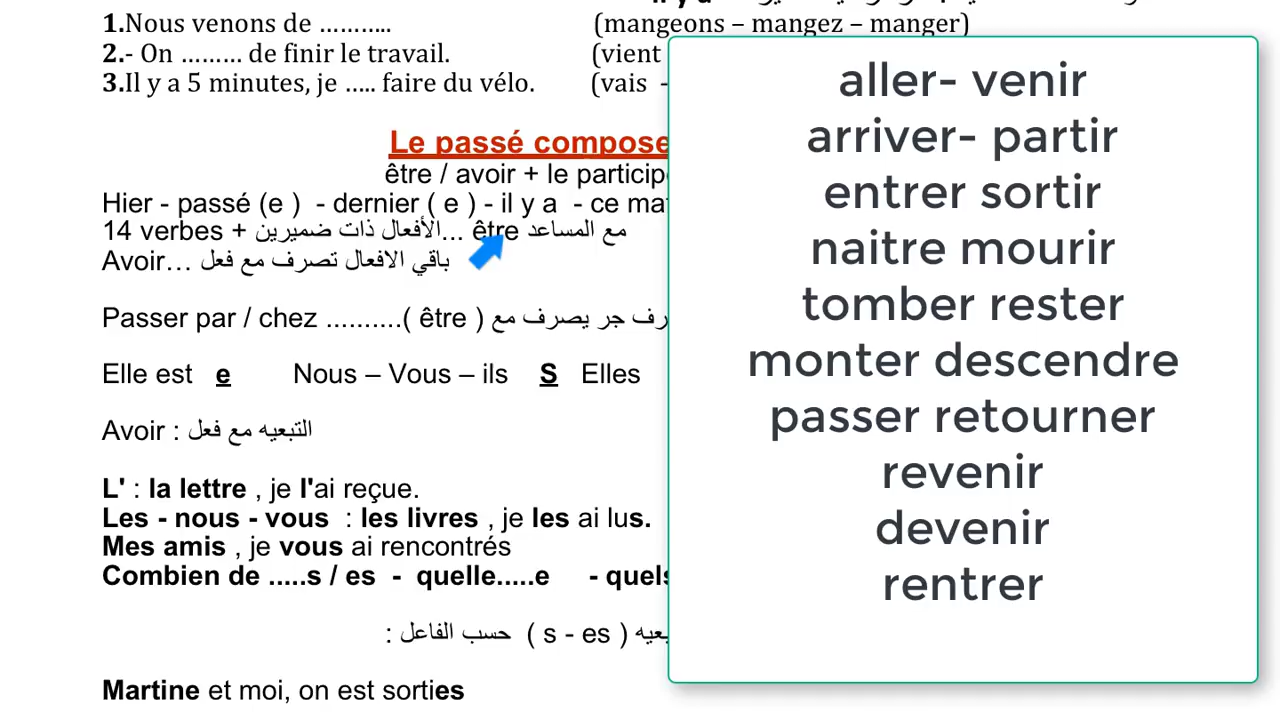 1.Nous venons de ……….. (mangeons – mangez – manger)
2.- On ……… de finir le travail. (vient
3.Il y a 5 minutes, je ….. faire du vélo. (vais -
Le passé compose
être / avoir + le particip
Hier - passé (e ) - dernier ( e ) - il y a - ce ma
14 verbes + الأفعال ذات ضميرين... être مع المساعد
Avoir… باقي الافعال تصرف مع فعل
Passer par / chez ..........( être ) رف جر يصرف مع
Elle est e Nous – Vous – ils S Elles
Avoir : التبعيه مع فعل
L' : la lettre , je l'ai reçue.
Les - nous - vous : les livres , je les ai lus.
Mes amis , je vous ai rencontrés
Combien de .....s / es - quelle.....e - quels
( s - es ) حسب الفاعل :
Martine et moi, on est sorties
aller- venir
arriver- partir
entrer sortir
naitre mourir
tomber rester
monter descendre
passer retourner
revenir
devenir
rentrer